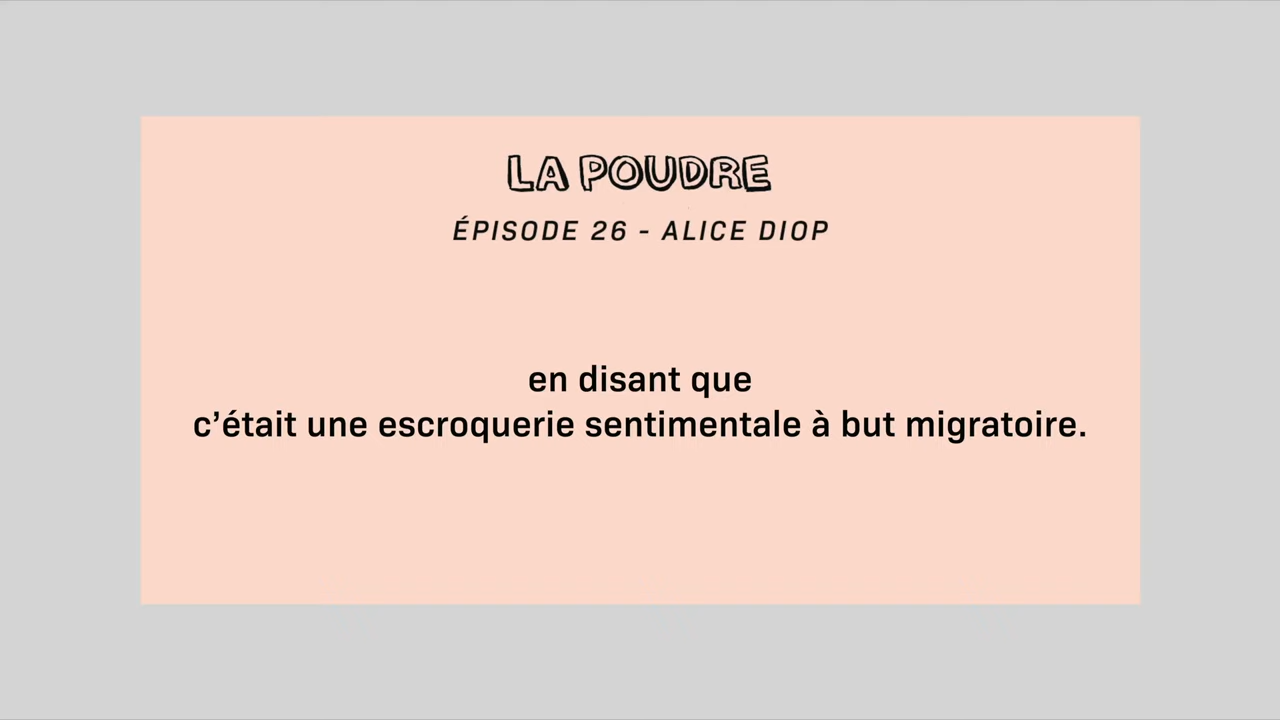 LA POUDRE
ÉPISODE 26 - ALICE DIOP
en disant que
c’était une escroquerie sentimentale à but migratoire.